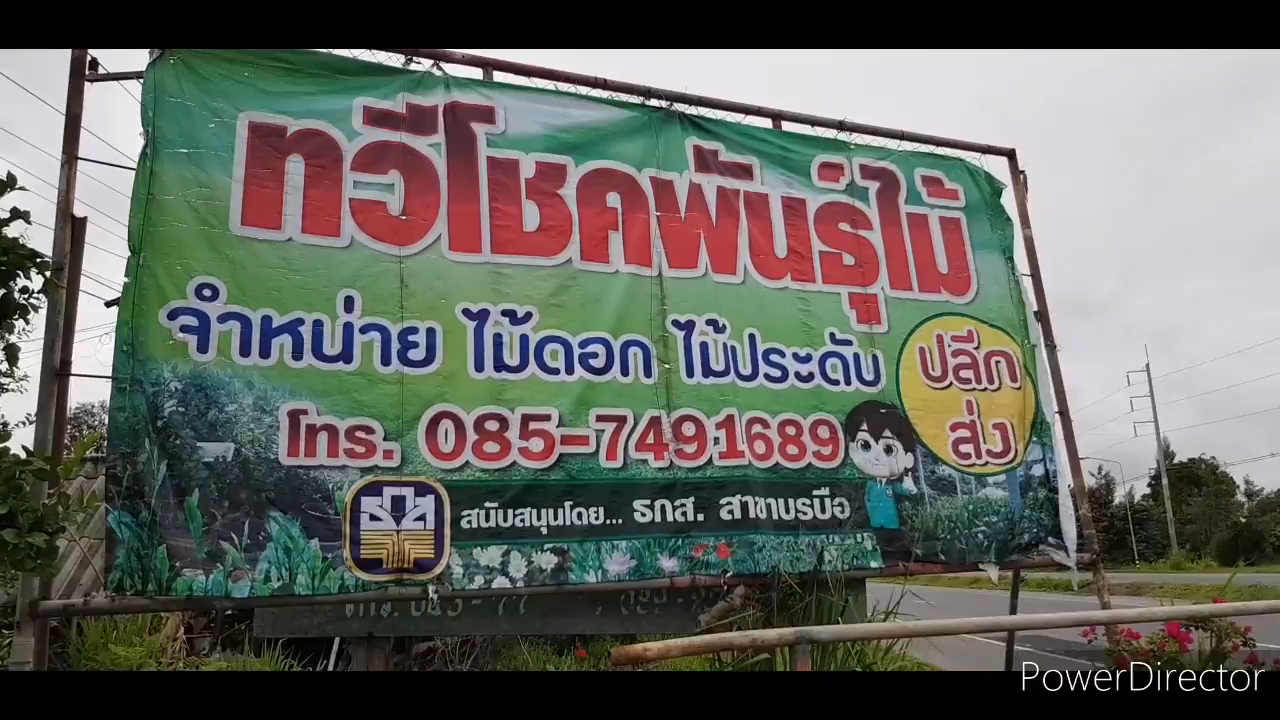 ทวีโชคพันธุ์ไม้
จำหน่าย ไม้ดอก ไม้ประดับ
ปลีก
ส่ง
โทร. 085-7491689
ธกส
สนับสนุนโดย... ธกส. สาขาบรบือ
PowerDirector